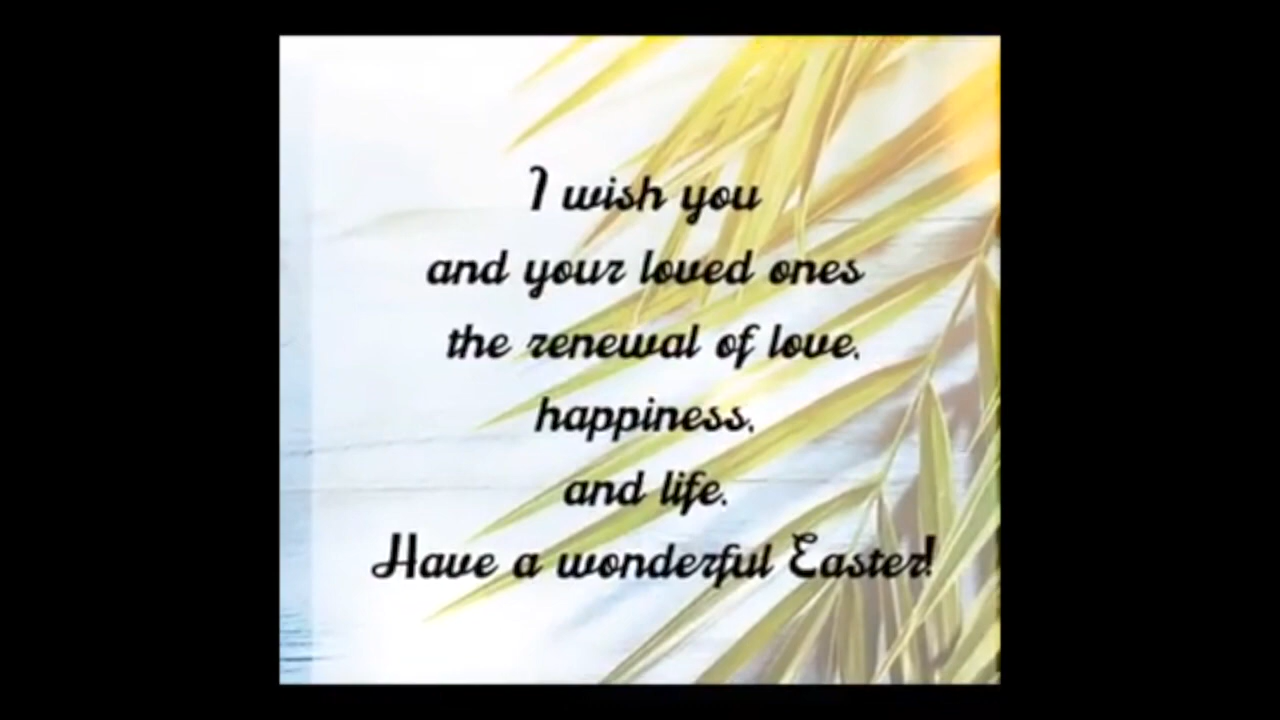 I wish you
and your loved ones
the renewal of love,
happiness,
and life.
Have a wonderful Easter!